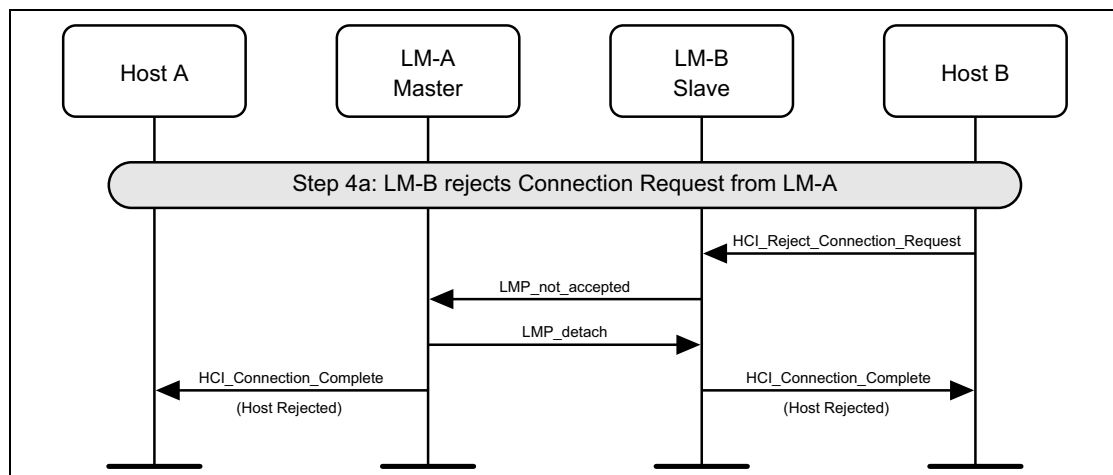 Host A
LM-A
Master
LM-B
Slave
Host B
Step 4a: LM-B rejects Connection Request from LM-A
HCI_Reject_Connection_Request
LMP_not_accepted
LMP_detach
HCI_Connection_Complete
(Host Rejected)
HCI_Connection_Complete
(Host Rejected)